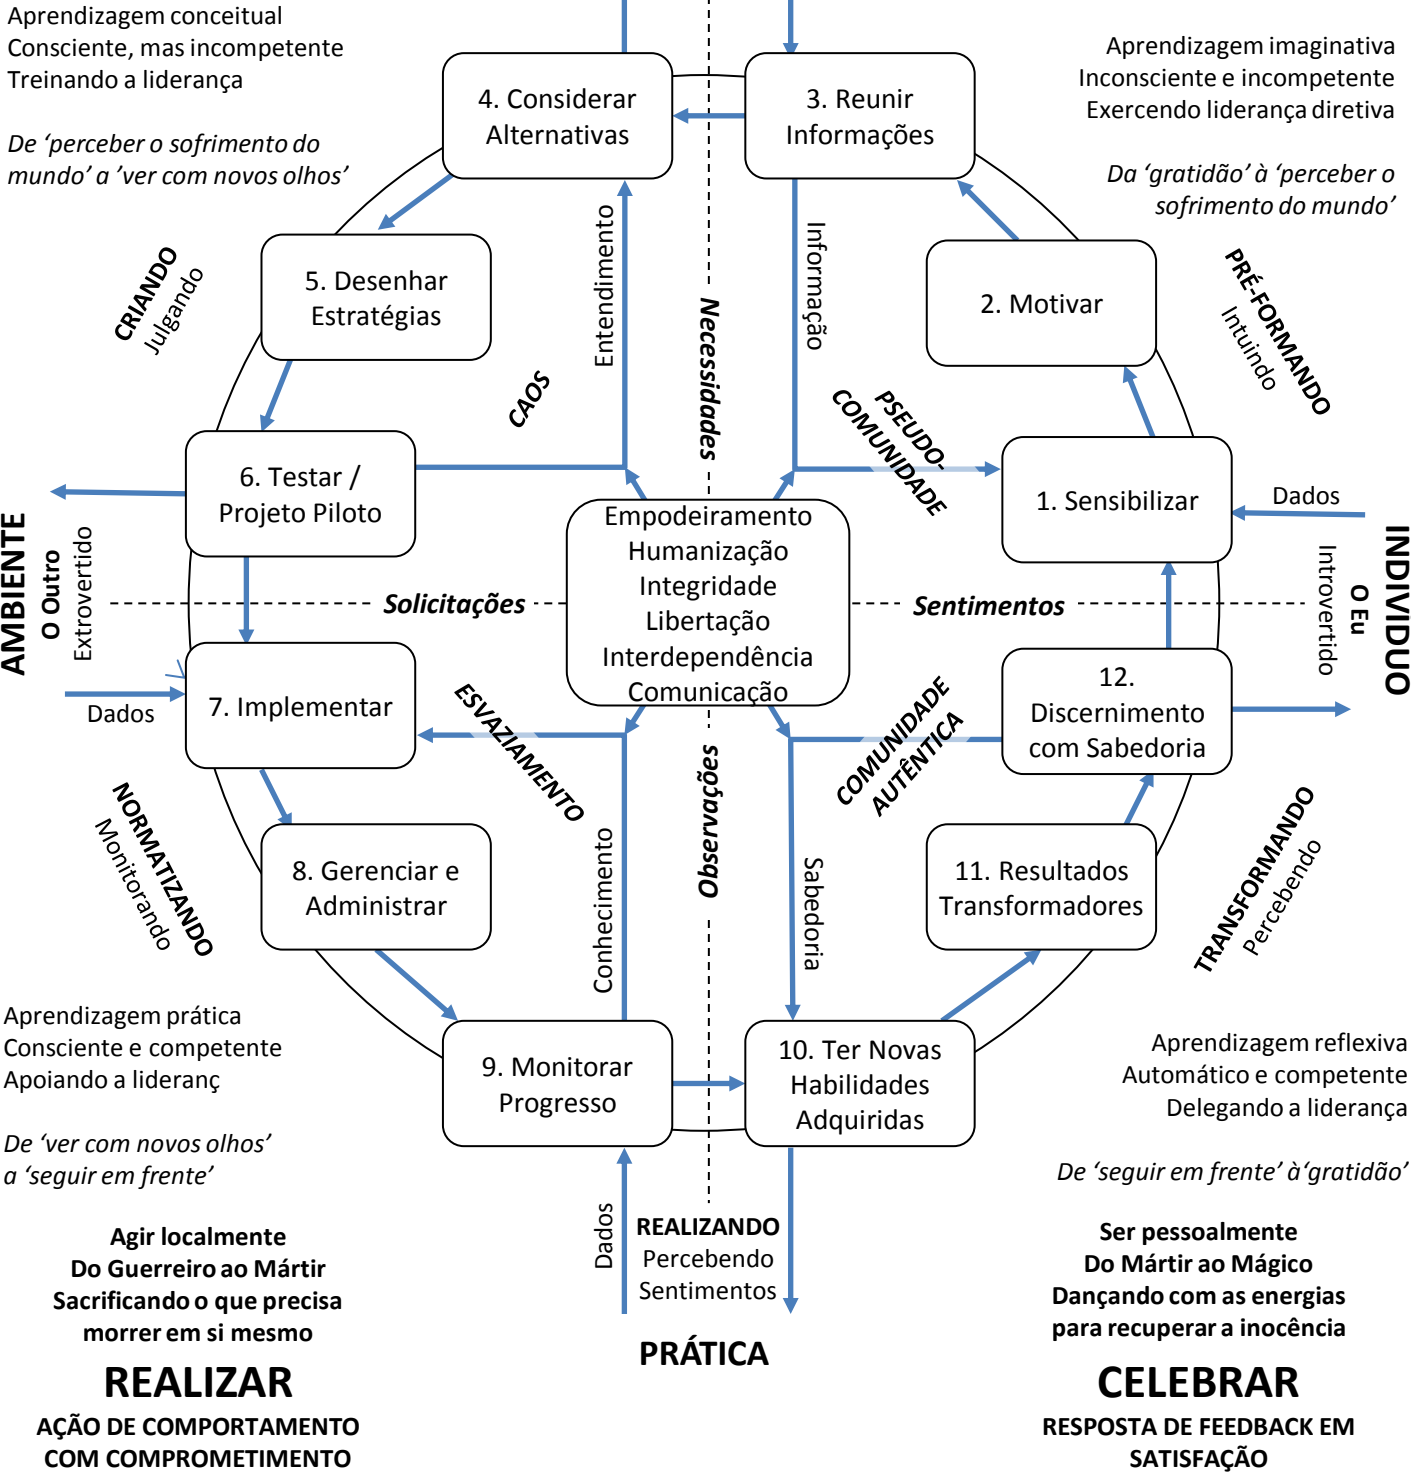 Aprendizagem conceitual
Consciente, mas incompetente
Treinando a liderança
De ‘perceber o sofrimento do
mundo’ a ’ver com novos olhos’
Aprendizagem imaginativa
Inconsciente e incompetente
Exercendo liderança diretiva
Da ‘gratidão’ à ‘perceber o
sofrimento do mundo’
4. Considerar
Alternativas
3. Reunir
Informações
CRIANDO
Julgando
5. Desenhar
Estratégias
Entendimento
Necessidades
Informação
2. Motivar
PRÉ-FORMANDO
Intuindo
CAOS
PSEUDO-
COMUNIDADE
6. Testar /
Projeto Piloto
1. Sensibilizar
Dados
AMBIENTE
O Outro
Extrovertido
Solicitações
Empodeiramento
Humanização
Integridade
Libertação
Interdependência
Comunicação
Sentimentos
Introvertido
O Eu
INDIVIDUO
Dados
7. Implementar
ESVAZIAMENTO
Observações
COMUNIDADE
AUTÊNTICA
12.
Discernimento
com Sabedoria
NORMATIZANDO
Monitorando
8. Gerenciar e
Administrar
Conhecimento
Sabedoria
11. Resultados
Transformadores
TRANSFORMANDO
Percebendo
Aprendizagem prática
Consciente e competente
Apoiando a lideranç
De ‘ver com novos olhos’
a ‘seguir em frente’
9. Monitorar
Progresso
10. Ter Novas
Habilidades
Adquiridas
Aprendizagem reflexiva
Automático e competente
Delegando a liderança
De ‘seguir em frente’ à‘gratidão’
Dados
REALIZANDO
Percebendo
Sentimentos
PRÁTICA
Agir localmente
Do Guerreiro ao Mártir
Sacrificando o que precisa
morrer em si mesmo
REALIZAR
AÇÃO DE COMPORTAMENTO
COM COMPROMETIMENTO
Ser pessoalmente
Do Mártir ao Mágico
Dançando com as energias
para recuperar a inocência
CELEBRAR
RESPOSTA DE FEEDBACK EM
SATISFAÇÃO